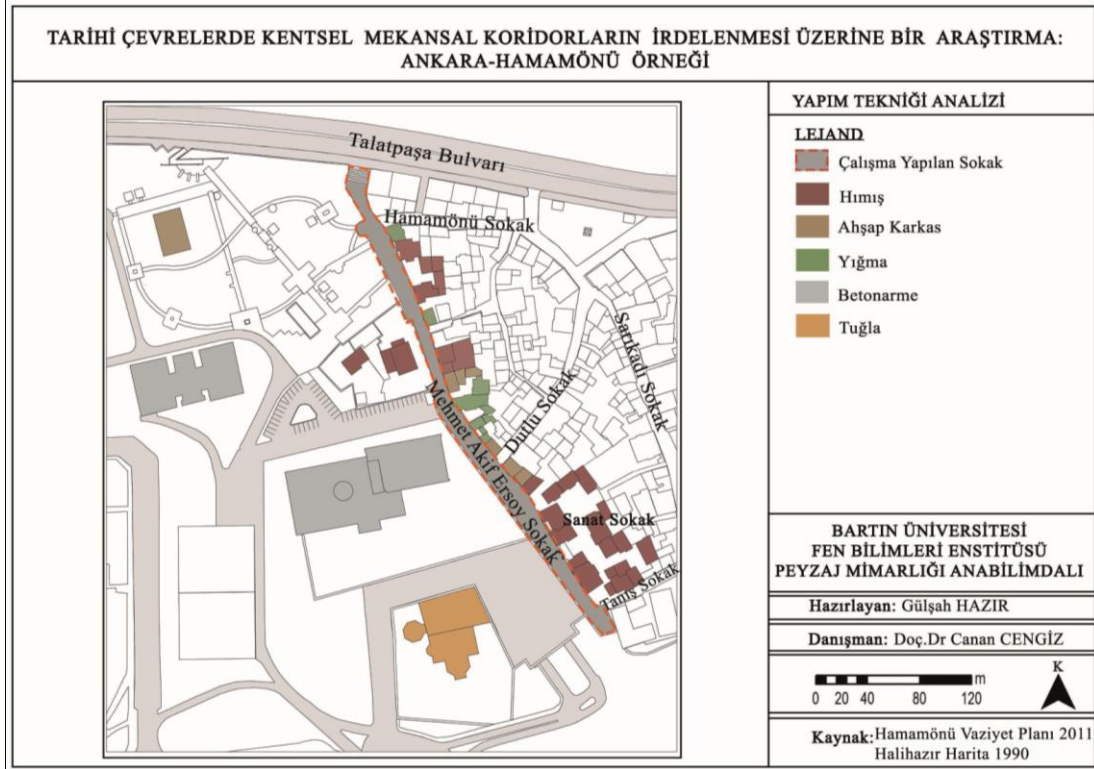 TARİHİ ÇEVRELERDE KENTSEL MEKANSAL KORİDORLARIN İRDELENMESİ ÜZERİNE BİR ARAŞTIRMA:
ANKARA-HAMAMÖNÜ ÖRNEĞİ
Talatpaşa Bulvarı
Hamamönü Sokak
Sarıkadı Sokak
Dutlu Sokak
Mehmet Akif Ersoy Sokak
Sanat Sokak
Taniş Sokak
YAPIM TEKNİĞİ ANALİZİ
LEJAND
Çalışma Yapılan Sokak
Hımış
Ahşap Karkas
Yığma
Betonarme
Tuğla
BARTIN ÜNİVERSİTESİ
FEN BİLİMLERİ ENSTİTÜSÜ
PEYZAJ MİMARLIĞI ANABİLİMDALI
Hazırlayan: Gülşah HAZIR
Danışman: Doç.Dr Canan CENGİZ
m
0 20 40 80 120
K
Kaynak: Hamamönü Vaziyet Planı 2011
Halihazır Harita 1990